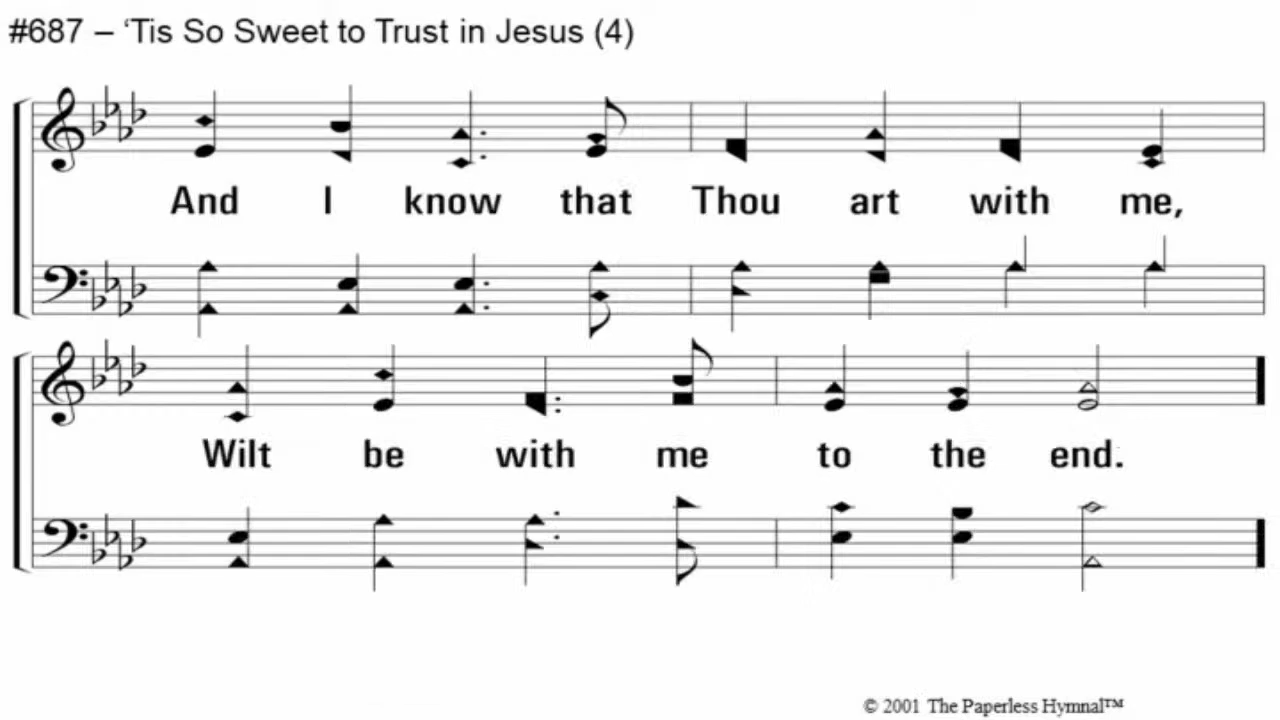 #687 – ‘Tis So Sweet to Trust in Jesus (4)
And I know that Thou art with me,
Wilt be with me to the end.
© 2001 The Paperless Hymnal™